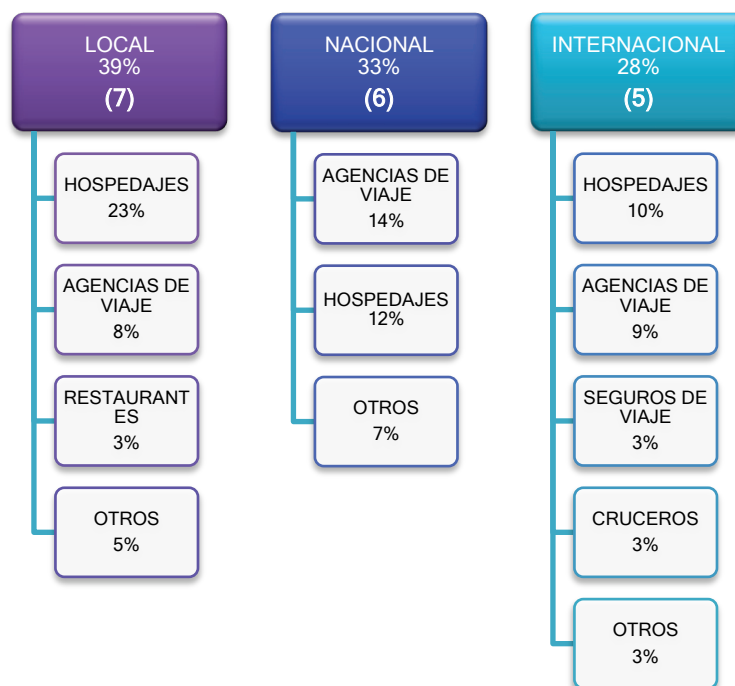 LOCAL
39%
(7)
HOSPEDAJES
23%
AGENCIAS DE
VIAJE
8%
RESTAURANT
ES
3%
OTROS
5%
NACIONAL
33%
(6)
AGENCIAS DE
VIAJE
14%
HOSPEDAJES
12%
OTROS
7%
INTERNACIONAL
28%
(5)
HOSPEDAJES
10%
AGENCIAS DE
VIAJE
9%
SEGUROS DE
VIAJE
3%
CRUCEROS
3%
OTROS
3%